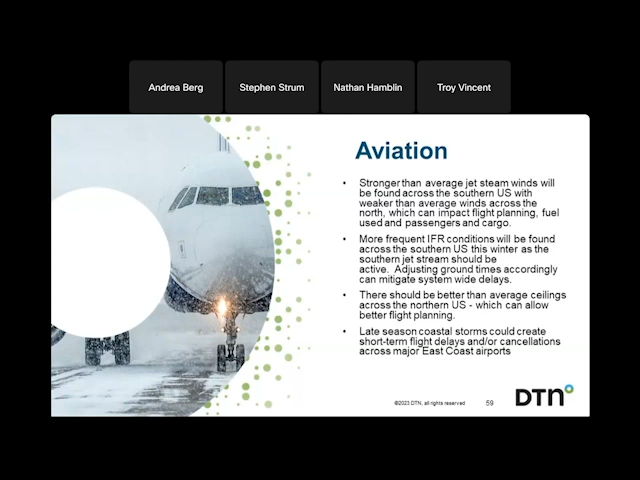 Andrea Berg
Stephen Strum
Nathan Hamblin
Troy Vincent
Aviation
• Stronger than average jet steam winds will
be found across the southern US with
weaker than average winds across the
north, which can impact flight planning, fuel
used and passengers and cargo.
• More frequent IFR conditions will be found
across the southern US this winter as the
southern jet stream should be
active. Adjusting ground times accordingly
can mitigate system wide delays.
• There should be better than average ceilings
across the northern US - which can allow
better flight planning.
• Late season coastal storms could create
short-term flight delays and/or cancellations
across major East Coast airports
©2023 DTN, all rights reserved
59
DTN